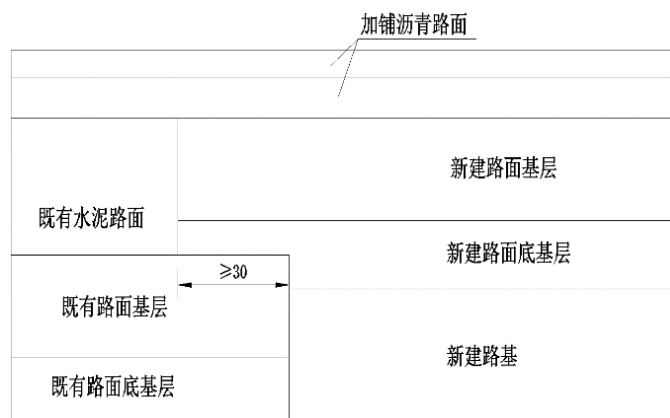 加铺沥青路面
新建路面基层
既有水泥路面
新建路面底基层
≥30
既有路面基层
新建路基
既有路面底基层